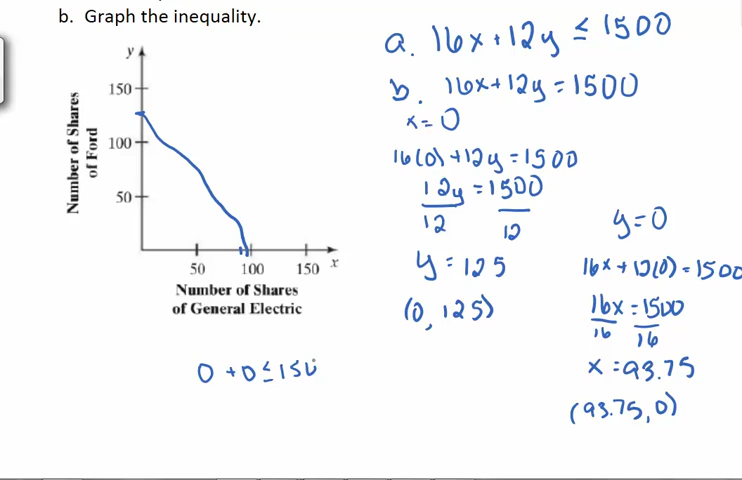 b. Graph the inequality.
y
150
100
50
Number of Shares
of Ford
50 100 150 x
Number of Shares
of General Electric
0 + 0 ≤ 150
a. 16x + 12y ≤ 1500
b. 16x + 12y = 1500
x = 0
16(0) + 12y = 1500
12y = 1500
12 12
y = 125
(0, 125)
y = 0
16x + 12(0) = 1500
16x = 1500
16 16
x = 93.75
(93.75, 0)